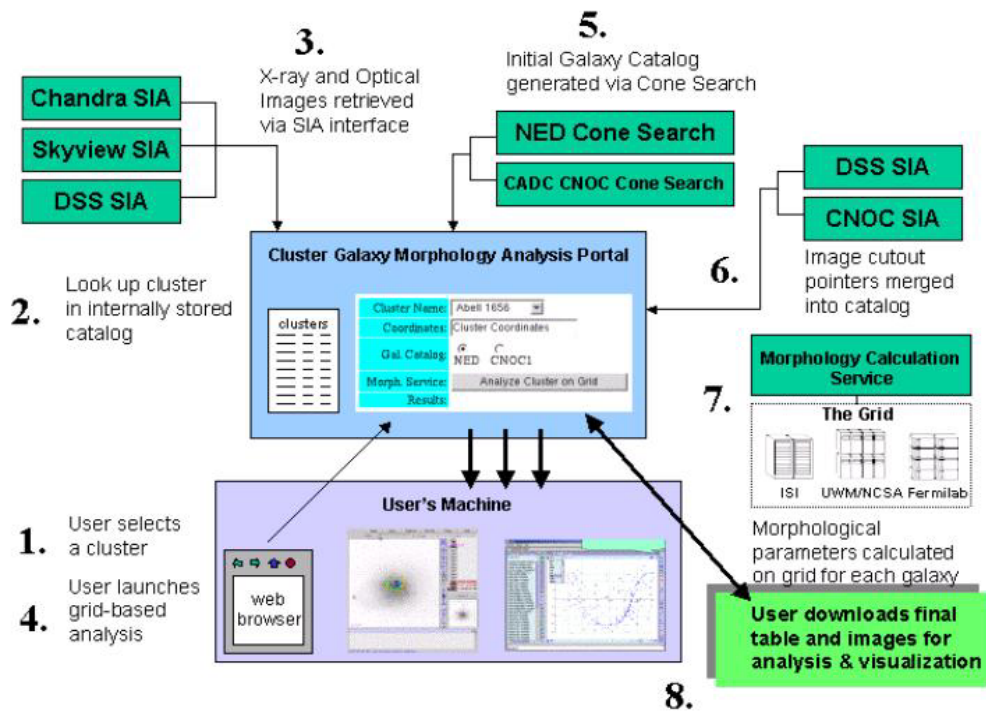 3.
X-ray and Optical
Images retrieved
via SIA interface
5.
Initial Galaxy Catalog
generated via Cone Search
Chandra SIA
Skyview SIA
DSS SIA
NED Cone Search
CADC CNOC Cone Search
DSS SIA
CNOC SIA
6.
Image cutout
pointers merged
into catalog
2.
Look up cluster
in internally stored
catalog
Cluster Galaxy Morphology Analysis Portal
clusters
Cluster Name:
Abell 1656
Coordinates:
Cluster Coordinates
Gal. Catalog:
NED CNOC1
Morph. Service:
Analyze Cluster on Grid
Results:
7.
Morphology Calculation
Service
The Grid
ISI
UWM/NCSA
Fermilab
Morphological
parameters calculated
on grid for each galaxy
1.
User selects
a cluster
4.
User launches
grid-based
analysis
User's Machine
web
browser
User downloads final
table and images for
analysis & visualization
8.